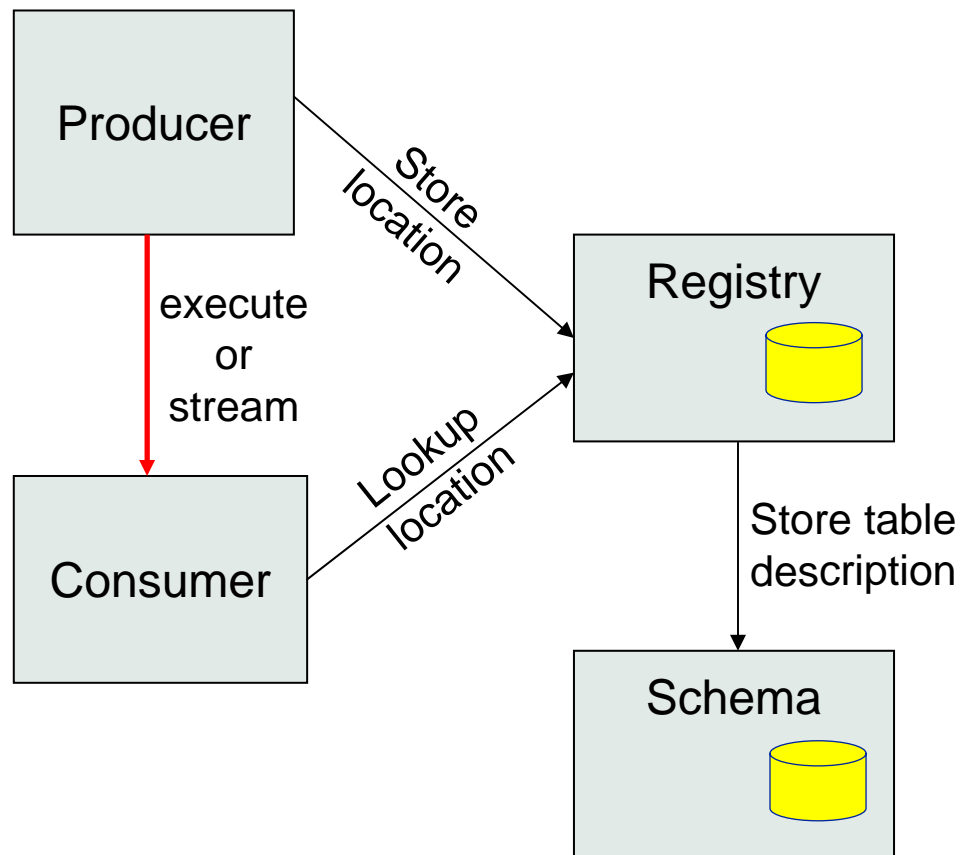 Producer
Store
location
Registry
execute
or
stream
Lookup
location
Consumer
Store table
description
Schema